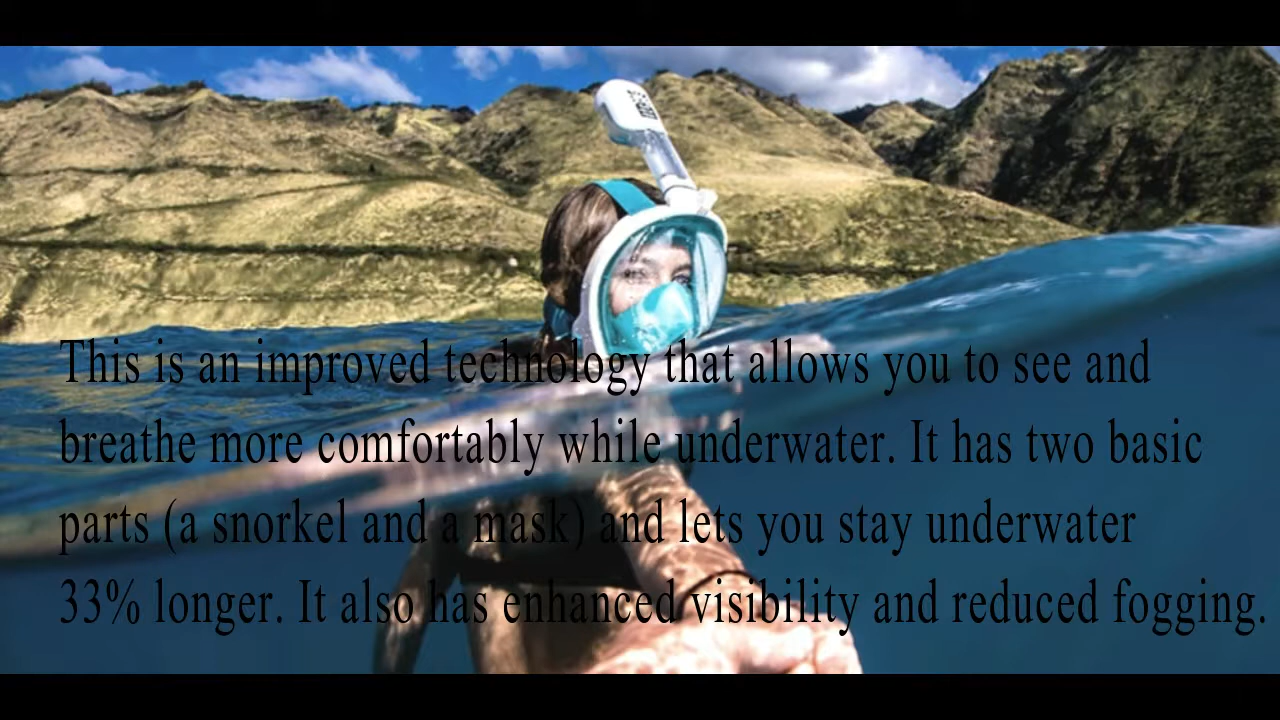 This is an improved technology that allows you to see and
breathe more comfortably while underwater. It has two basic
parts (a snorkel and a mask) and lets you stay underwater
33% longer. It also has enhanced visibility and reduced fogging.